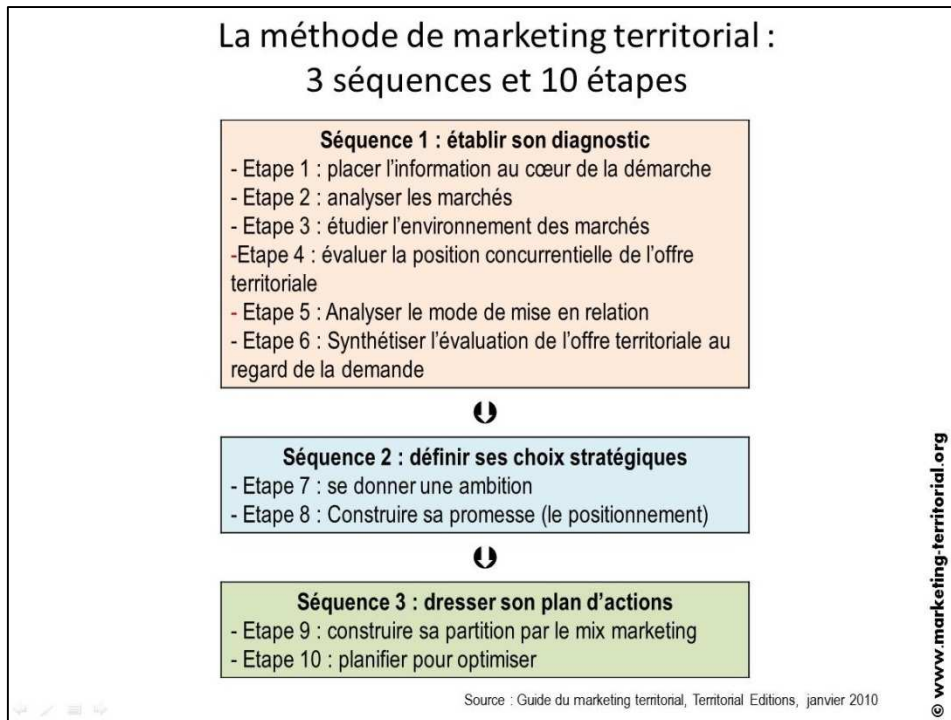 La méthode de marketing territorial :
3 séquences et 10 étapes
Séquence 1 : établir son diagnostic
- Etape 1 : placer l'information au cœur de la démarche
- Etape 2 : analyser les marchés
- Etape 3 : étudier l'environnement des marchés
-Etape 4 : évaluer la position concurrentielle de l'offre
territoriale
- Etape 5 : Analyser le mode de mise en relation
- Etape 6 : Synthétiser l'évaluation de l'offre territoriale au
regard de la demande
Séquence 2 : définir ses choix stratégiques
- Etape 7 : se donner une ambition
- Etape 8 : Construire sa promesse (le positionnement)
Séquence 3 : dresser son plan d'actions
- Etape 9 : construire sa partition par le mix marketing
- Etape 10 : planifier pour optimiser
Source : Guide du marketing territorial, Territorial Editions, janvier 2010
© www.marketing-territorial.org